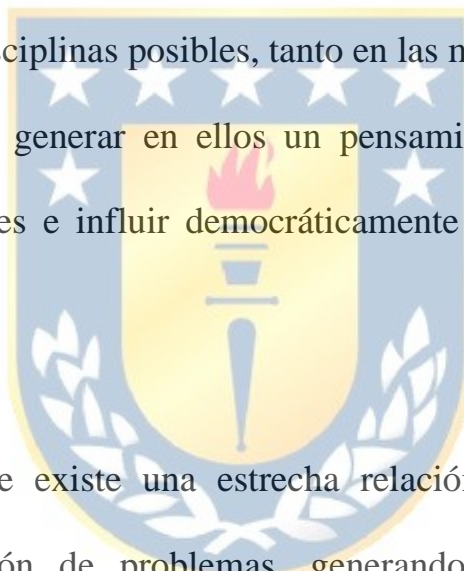 ciplinas posibles, tanto en las
generar en ellos un pensami
es e influir democráticamente
e existe una estrecha relación
ón de problemas, generando